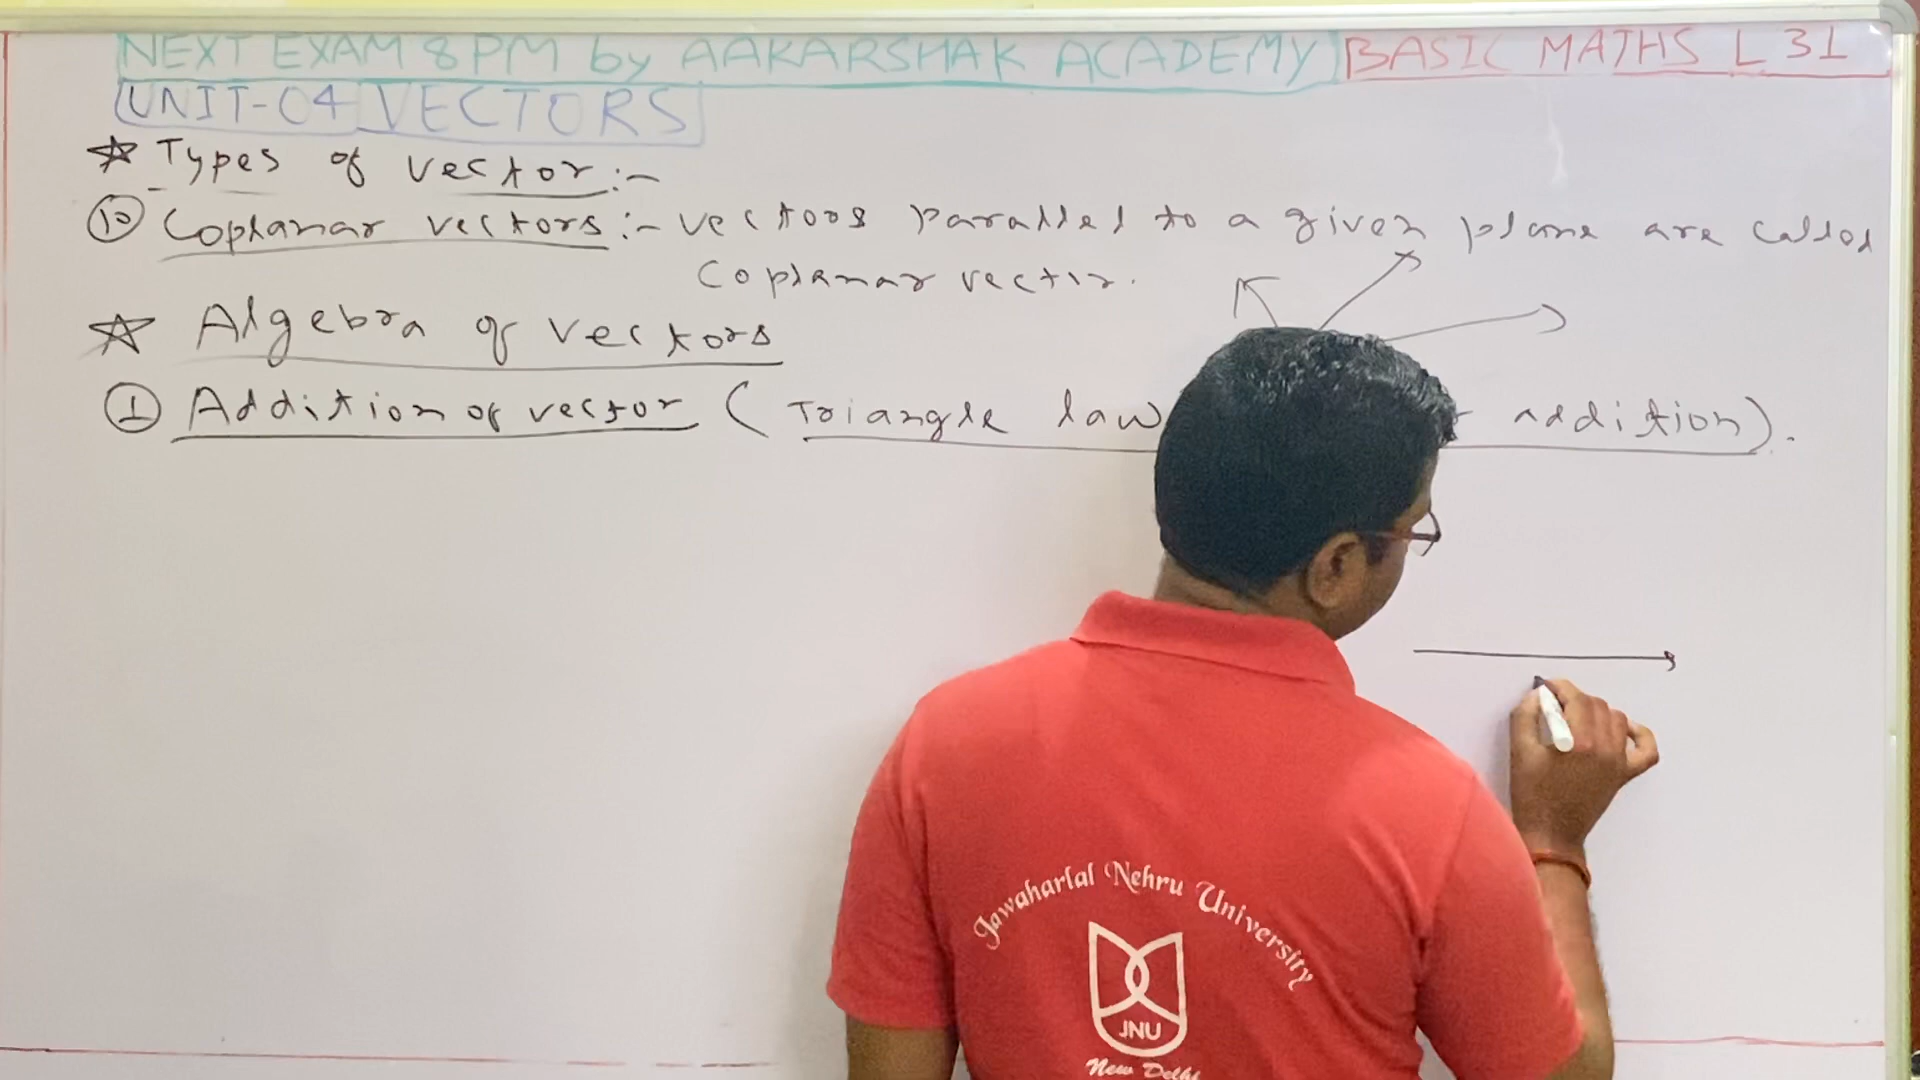 NEXT EXAM 8PM by AAKARSHAK ACADEMY BASIC MATHS L 31
UNIT-04 VECTORS
☆ Types of vector :-
⑩ Coplanar vectors :- vectors parallel to a given plane are called
Coplanar vector.
☆ Algebra of vectors
① Addition of vector ( Triangle law addition).
Jawaharlal Nehru University
JNU
New Delhi